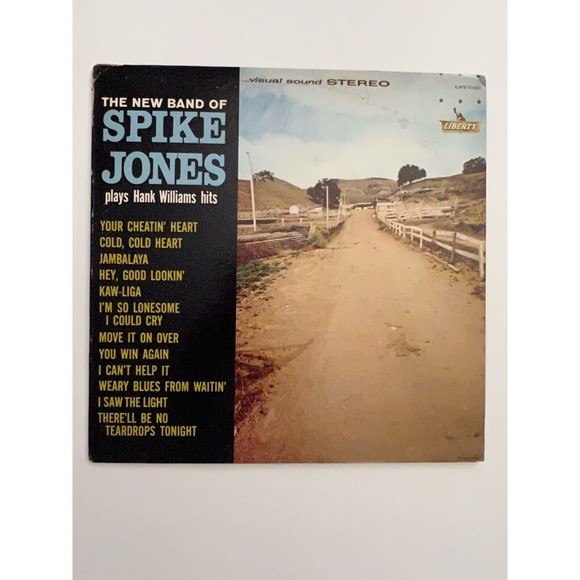 ...visual sound STEREO
LIBERTY
THE NEW BAND OF
SPIKE
JONES
plays Hank Williams hits
YOUR CHEATIN' HEART
COLD, COLD HEART
JAMBALAYA
HEY, GOOD LOOKIN'
KAW-LIGA
I'M SO LONESOME
I COULD CRY
MOVE IT ON OVER
YOU WIN AGAIN
I CAN'T HELP IT
WEARY BLUES FROM WAITIN'
I SAW THE LIGHT
THERE'LL BE NO
TEARDROPS TONIGHT